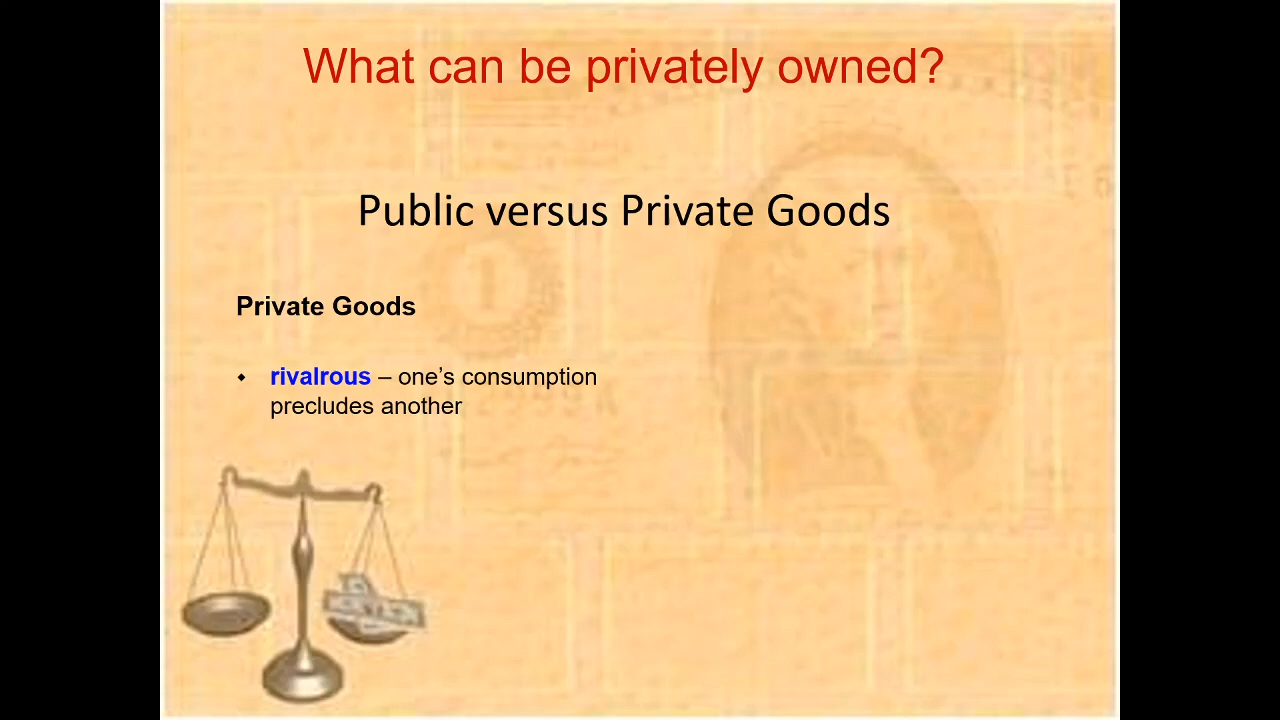 What can be privately owned?
Public versus Private Goods
Private Goods
rivalrous – one’s consumption
precludes another